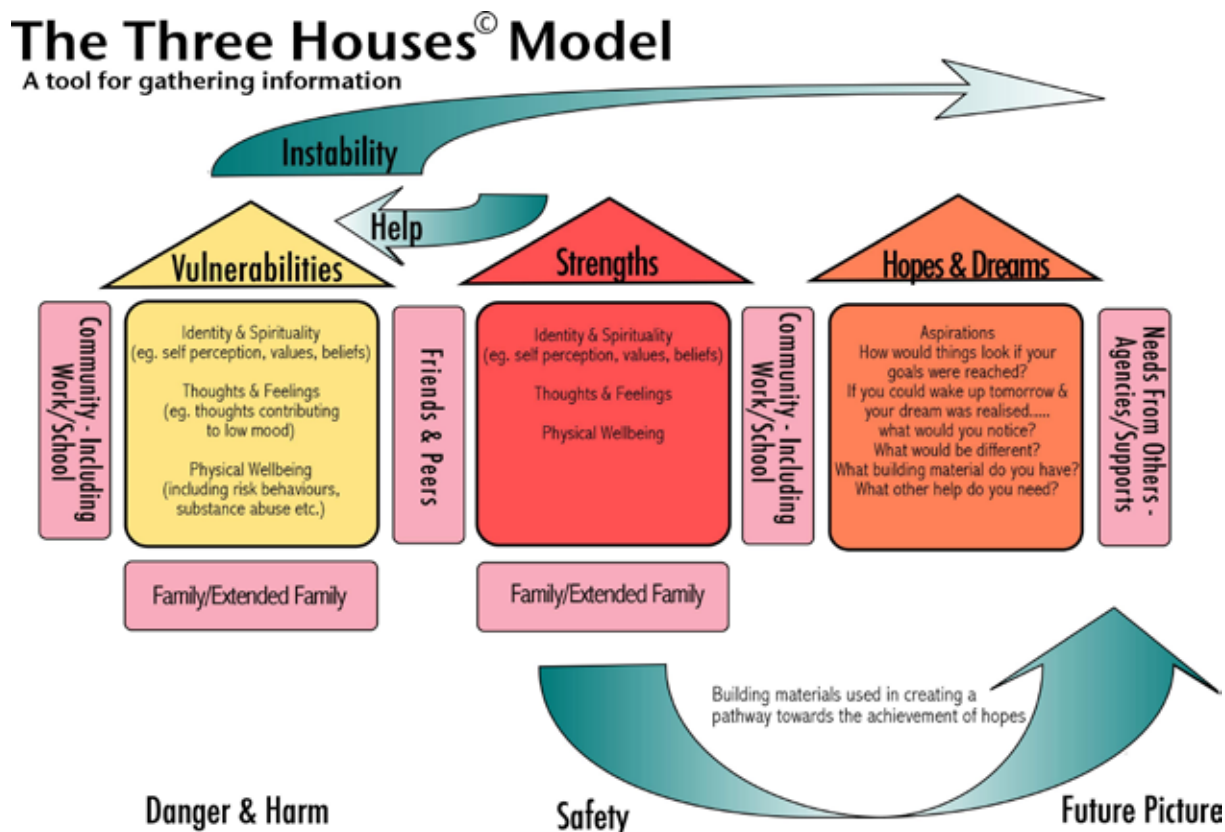 The Three Houses© Model
A tool for gathering information
Instability
Help
Vulnerabilities
Strengths
Hopes & Dreams
Community - Including
Work/School
Identity & Spirituality
(eg. self perception, values, beliefs)
Thoughts & Feelings
(eg. thoughts contributing
to low mood)
Physical Wellbeing
(including risk behaviours,
substance abuse etc.)
Friends & Peers
Identity & Spirituality
(eg. self perception, values, beliefs)
Thoughts & Feelings
Physical Wellbeing
Community - Including
Work/School
Aspirations
How would things look if your
goals were reached?
If you could wake up tomorrow &
your dream was realised.....
what would you notice?
What would be different?
What building material do you have?
What other help do you need?
Needs From Others -
Agencies/Supports
Family/Extended Family
Family/Extended Family
Building materials used in creating a
pathway towards the achievement of hopes
Danger & Harm
Safety
Future Picture